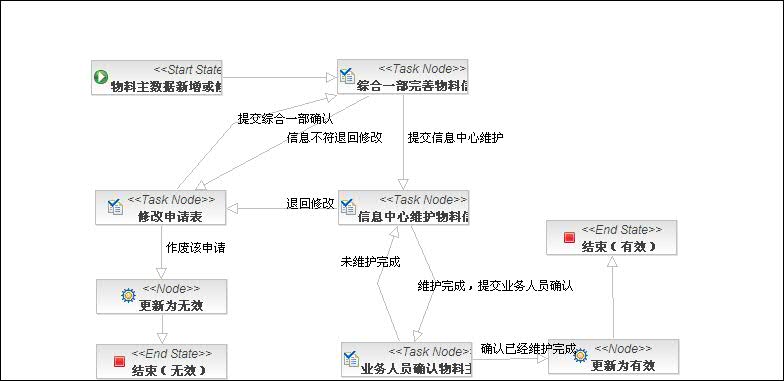 <<Start State
物料主数据新增或修
<<Task Node>>
综合一部完善物料信
提交综合一部确认
信息不符退回修改
提交信息中心维护
<<Task Node>>
修改申请表
退回修改
<<Task Node>>
信息中心维护物料信
<<End State>>
结束（有效）
作废该申请
未维护完成
维护完成，提交业务人员确认
<<Node>>
更新为无效
<<End State>>
结束（无效）
<<Task Node>>
业务人员确认物料主
确认已经维护完成
<<Node>>
更新为有效